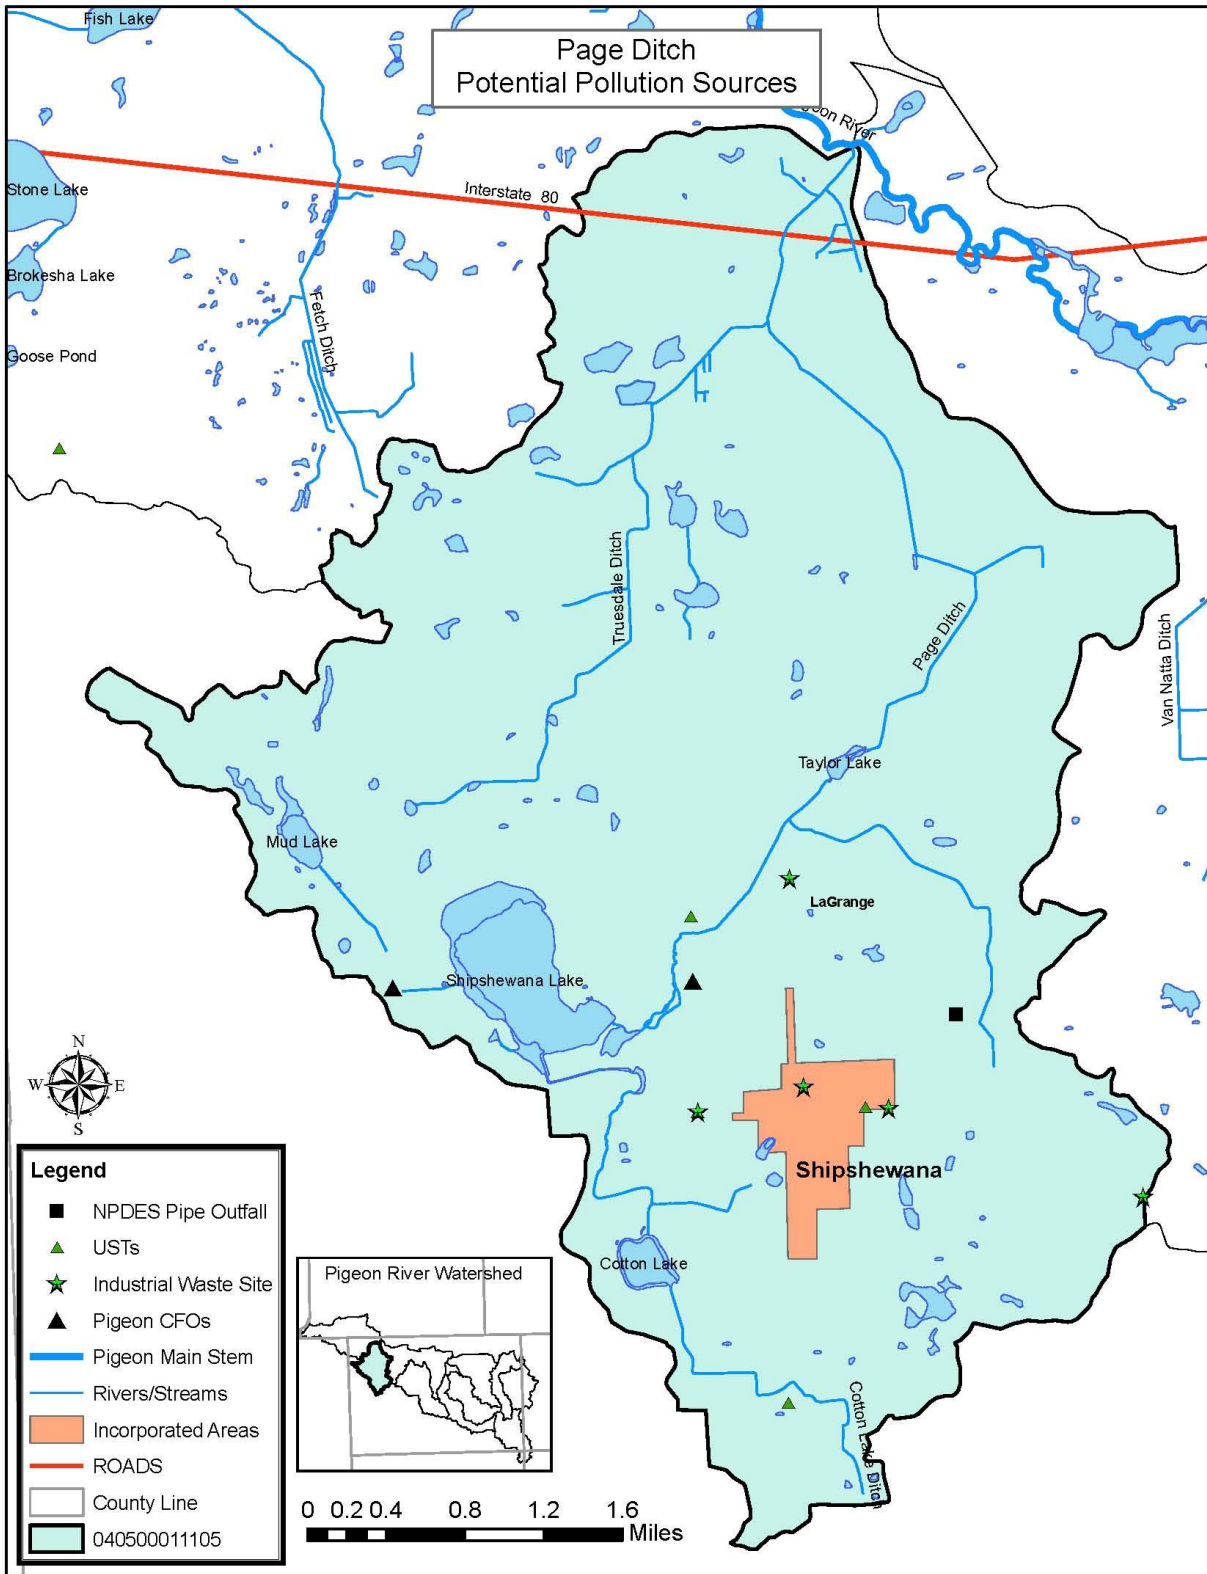 Fish Lake
Page Ditch
Potential Pollution Sources
eon River
Interstate 80
Stone Lake
Brokesha Lake
Fetch Ditch
Goose Pond
Truesdale Ditch
Page Ditch
Van Natta Ditch
Taylor Lake
Mud Lake
LaGrange
Shipshewana Lake
N
W
E
S
Shipshewana
Cotton Lake
Cotton Lake Ditch
Legend
NPDES Pipe Outfall
USTs
Industrial Waste Site
Pigeon CFOs
Pigeon Main Stem
Rivers/Streams
Incorporated Areas
ROADS
County Line
040500011105
Pigeon River Watershed
0 0.2 0.4 0.8 1.2 1.6
Miles